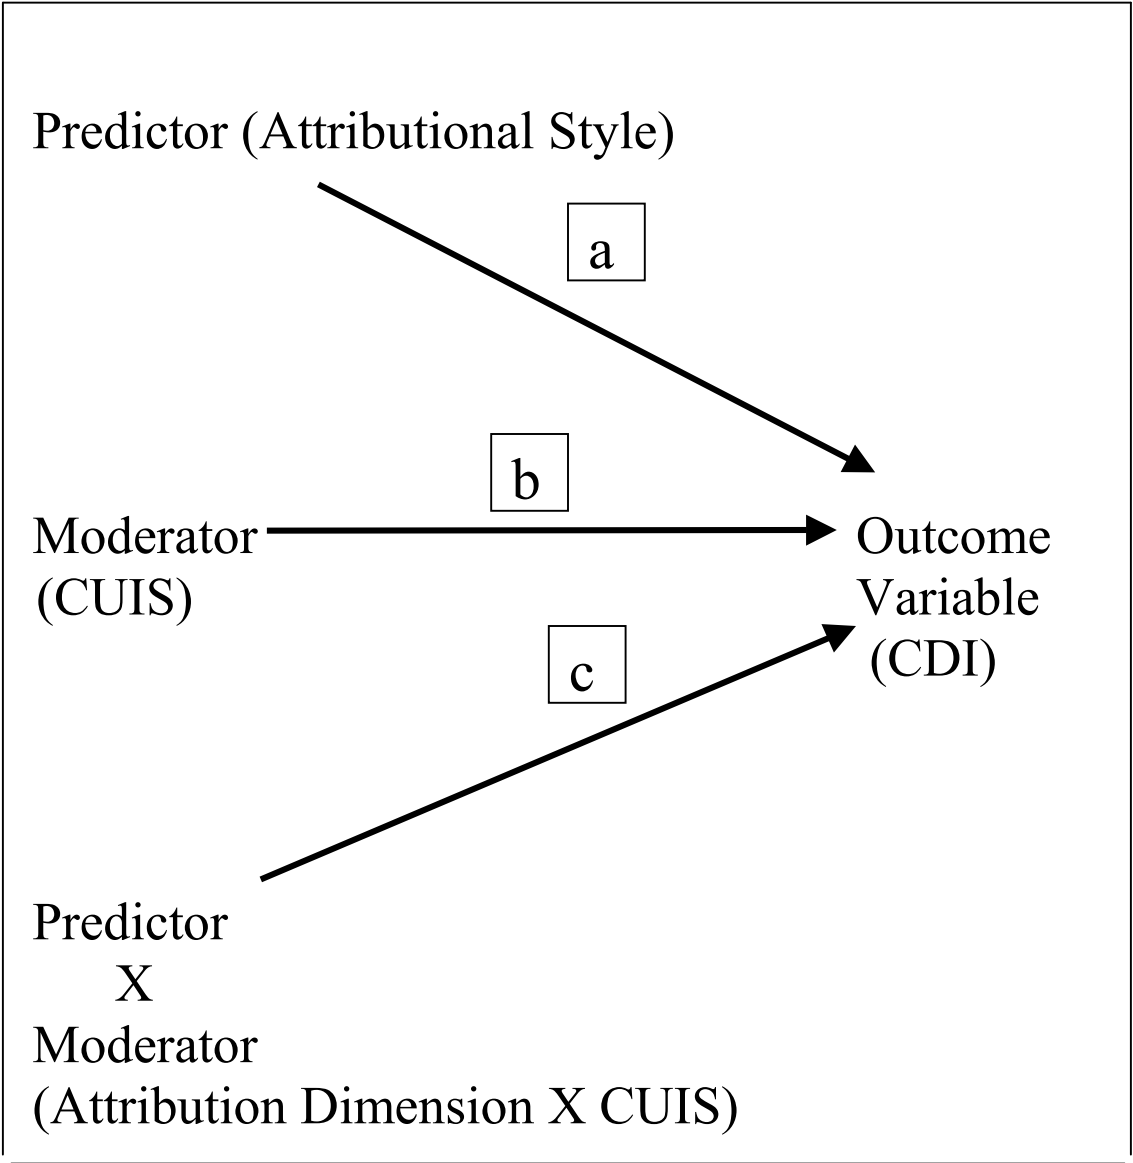 Predictor (Attributional Style)
a
b
Moderator
(CUIS)
Outcome
Variable
(CDI)
c
Predictor
X
Moderator
(Attribution Dimension X CUIS)